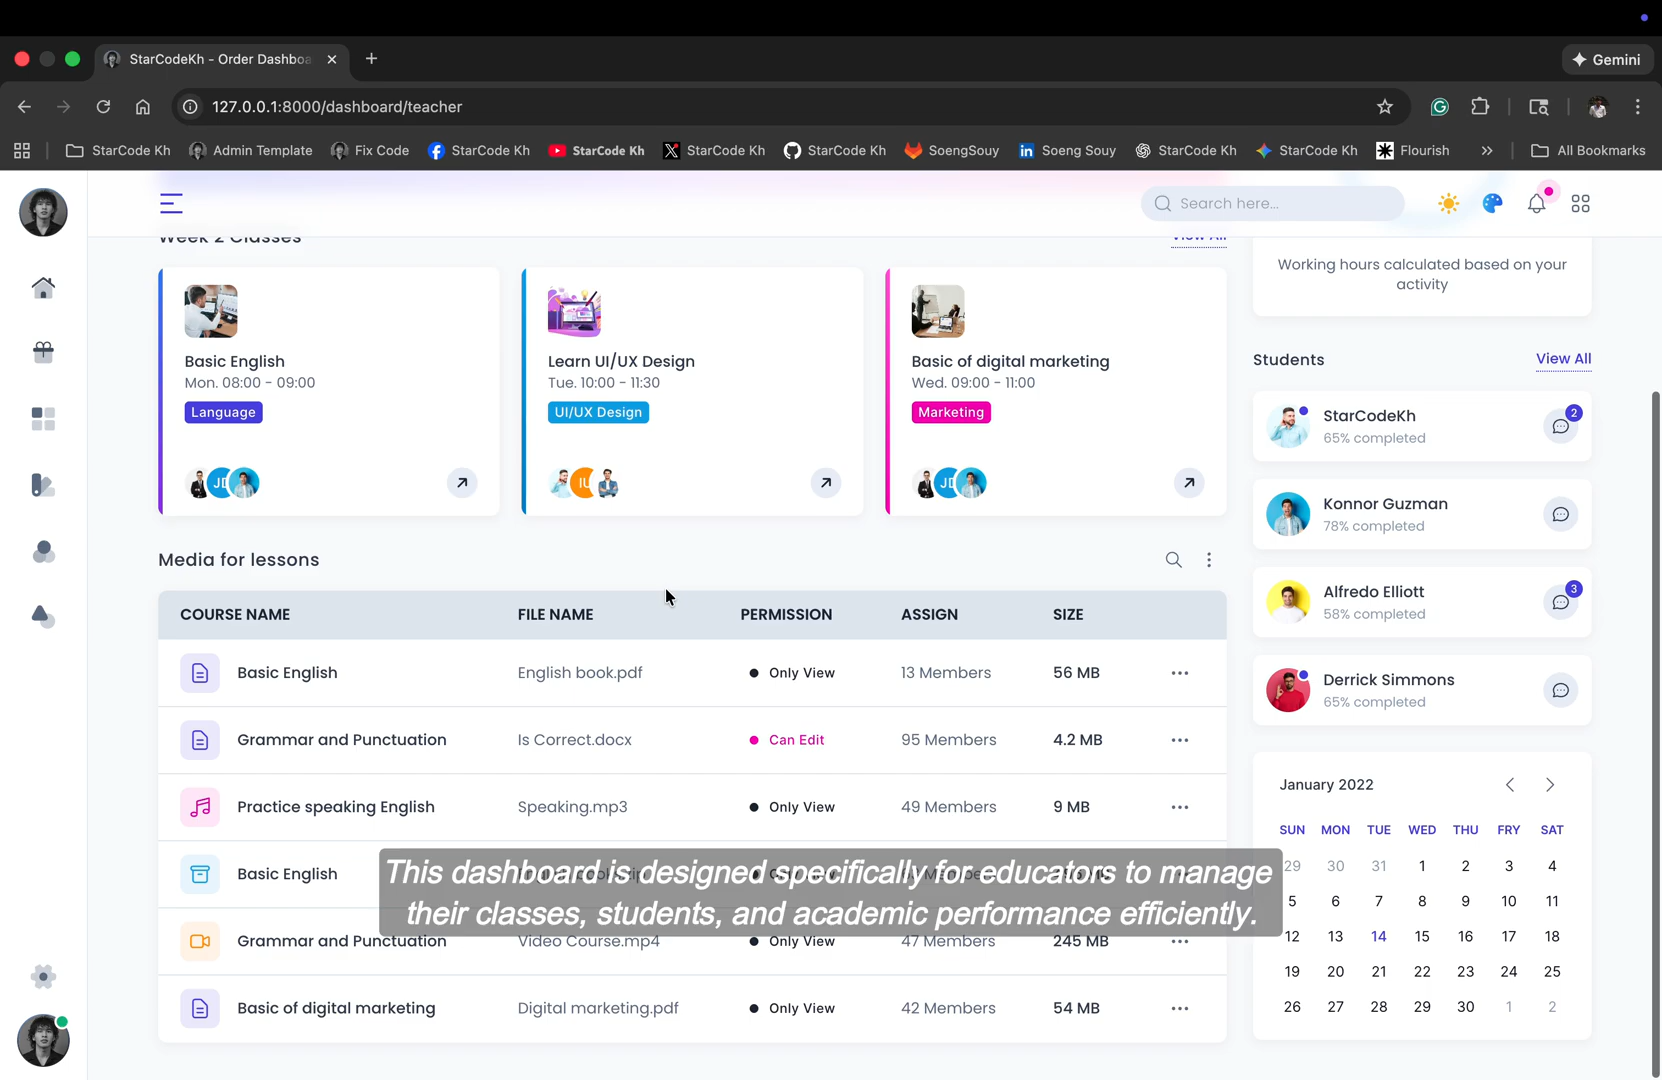 StarCodeKh - Order Dashboa
Gemini
127.0.0.1:8000/dashboard/teacher
StarCode Kh
Admin Template
Fix Code
StarCode Kh
StarCode Kh
StarCode Kh
StarCode Kh
SoengSouy
Soeng Souy
StarCode Kh
StarCode Kh
Flourish
All Bookmarks
Search here...
Week 2 Classes
View All
Basic English
Mon. 08:00 - 09:00
Language
JD
Learn UI/UX Design
Tue. 10:00 - 11:30
UI/UX Design
IU
Basic of digital marketing
Wed. 09:00 - 11:00
Marketing
JD
Media for lessons
COURSE NAME FILE NAME PERMISSION ASSIGN SIZE
Basic English English book.pdf Only View 13 Members 56 MB
Grammar and Punctuation Is Correct.docx Can Edit 95 Members 4.2 MB
Practice speaking English Speaking.mp3 Only View 49 Members 9 MB
Basic English
This dashboard is designed specifically for educators to manage
their classes, students, and academic performance efficiently.
Grammar and Punctuation Video Course.mp4 Only View 47 Members 245 MB
Basic of digital marketing Digital marketing.pdf Only View 42 Members 54 MB
Working hours calculated based on your
activity
Students
View All
StarCodeKh
65% completed
2
Konnor Guzman
78% completed
Alfredo Elliott
58% completed
3
Derrick Simmons
65% completed
January 2022
SUN MON TUE WED THU FRY SAT
29 30 31 1 2 3 4
5 6 7 8 9 10 11
12 13 14 15 16 17 18
19 20 21 22 23 24 25
26 27 28 29 30 1 2